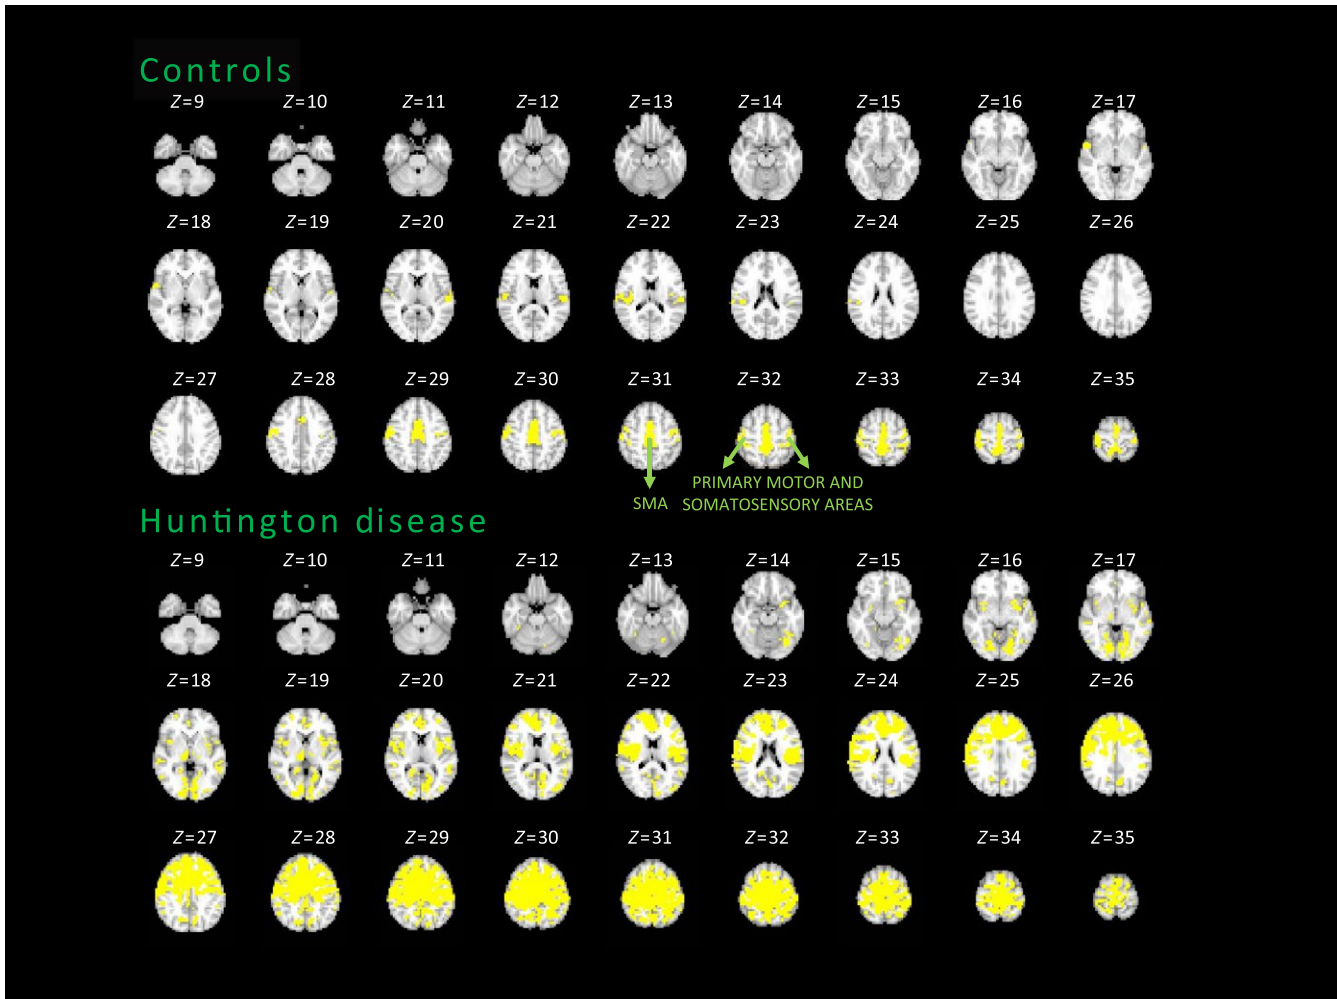 Controls
Z=9 Z=10 Z=11 Z=12 Z=13 Z=14 Z=15 Z=16 Z=17
Z=18 Z=19 Z=20 Z=21 Z=22 Z=23 Z=24 Z=25 Z=26
Z=27 Z=28 Z=29 Z=30 Z=31 Z=32 Z=33 Z=34 Z=35
SMA
PRIMARY MOTOR AND
SOMATOSENSORY AREAS
Huntington disease
Z=9 Z=10 Z=11 Z=12 Z=13 Z=14 Z=15 Z=16 Z=17
Z=18 Z=19 Z=20 Z=21 Z=22 Z=23 Z=24 Z=25 Z=26
Z=27 Z=28 Z=29 Z=30 Z=31 Z=32 Z=33 Z=34 Z=35